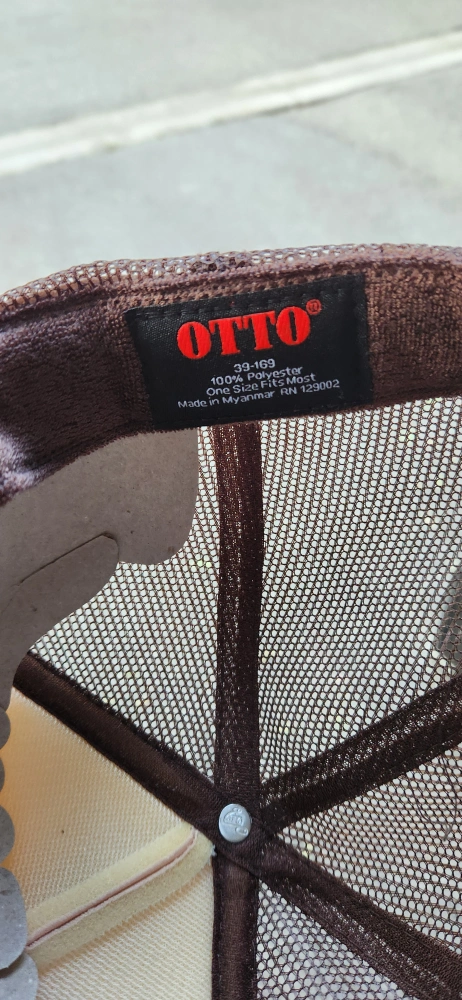 OTTO®
39-169
100% Polyester
One Size Fits Most
Made in Myanmar RN 129002